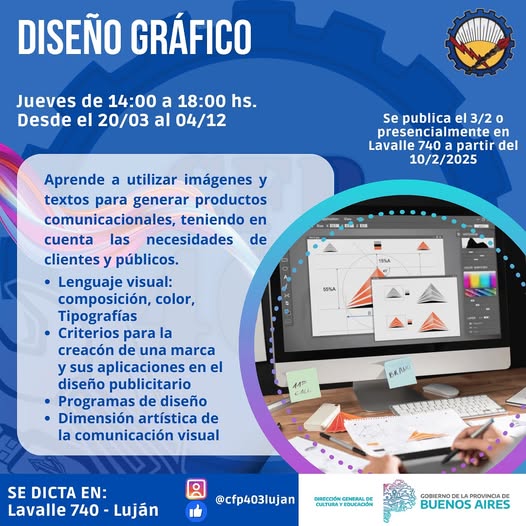 DISEÑO GRÁFICO
Jueves de 14:00 a 18:00 hs.
Desde el 20/03 al 04/12
Se publica el 3/2 o
presencialmente en
Lavalle 740 a partir del
10/2/2025
Aprende a utilizar imágenes y
textos para generar productos
comunicacionales, teniendo en
cuenta las necesidades de
clientes y públicos.
• Lenguaje visual:
composición, color,
Tipografías
• Criterios para la
creacón de una marca
y sus aplicaciones en el
diseño publicitario
• Programas de diseño
• Dimensión artística de
la comunicación visual
15%A
55%A
BRAND
SE DICTA EN:
Lavalle 740 - Luján
@cfp403lujan
DIRECCIÓN GENERAL DE
CULTURA Y EDUCACIÓN
GOBIERNO DE LA PROVINCIA DE
BUENOS AIRES